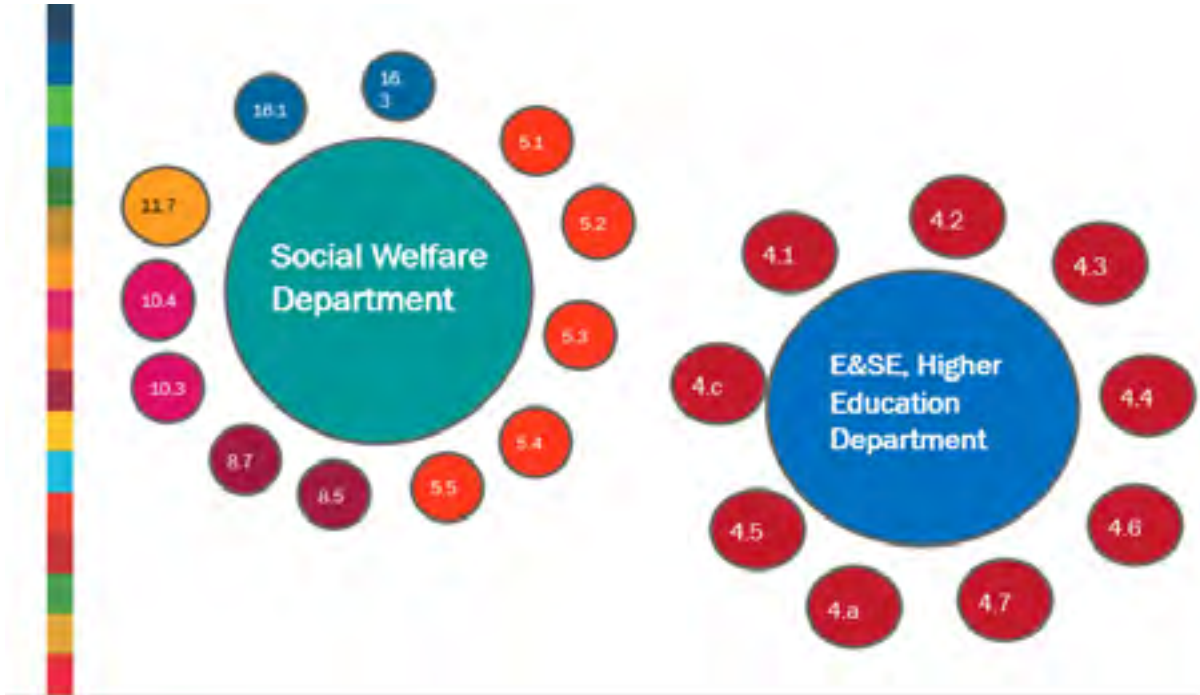 16.1
16.
3
5.1
11.7
5.2
Social Welfare
Department
10.4
5.3
10.3
5.4
8.7
8.5
5.5
4.1
4.2
4.3
4.c
E&SE, Higher
Education
Department
4.4
4.5
4.6
4.a
4.7